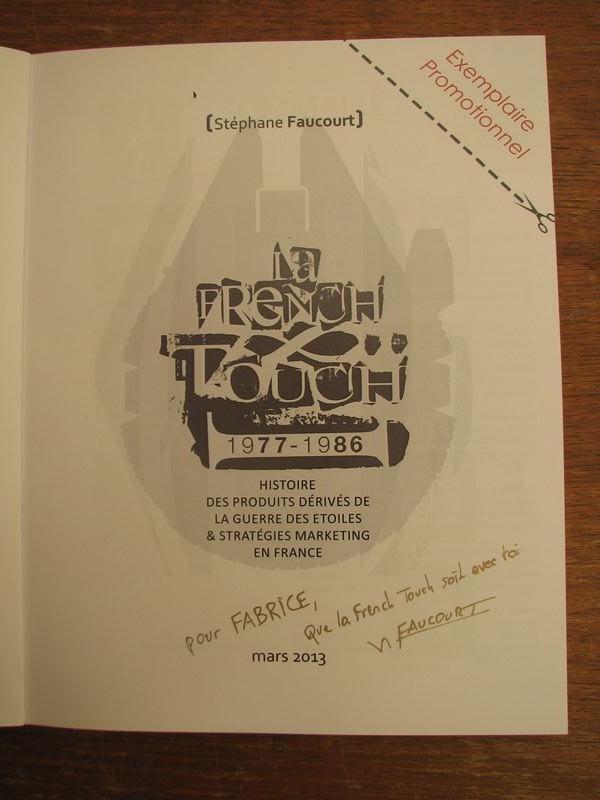 Exemplaire
Promotionnel
[Stéphane Faucourt]
La
FRENCH
TOUCH
1977-1986
HISTOIRE
DES PRODUITS DÉRIVÉS DE
LA GUERRE DES ETOILES
& STRATÉGIES MARKETING
EN FRANCE
pour FABRICE,
que la French Touch soit avec toi
FAUCOURT
mars 2013